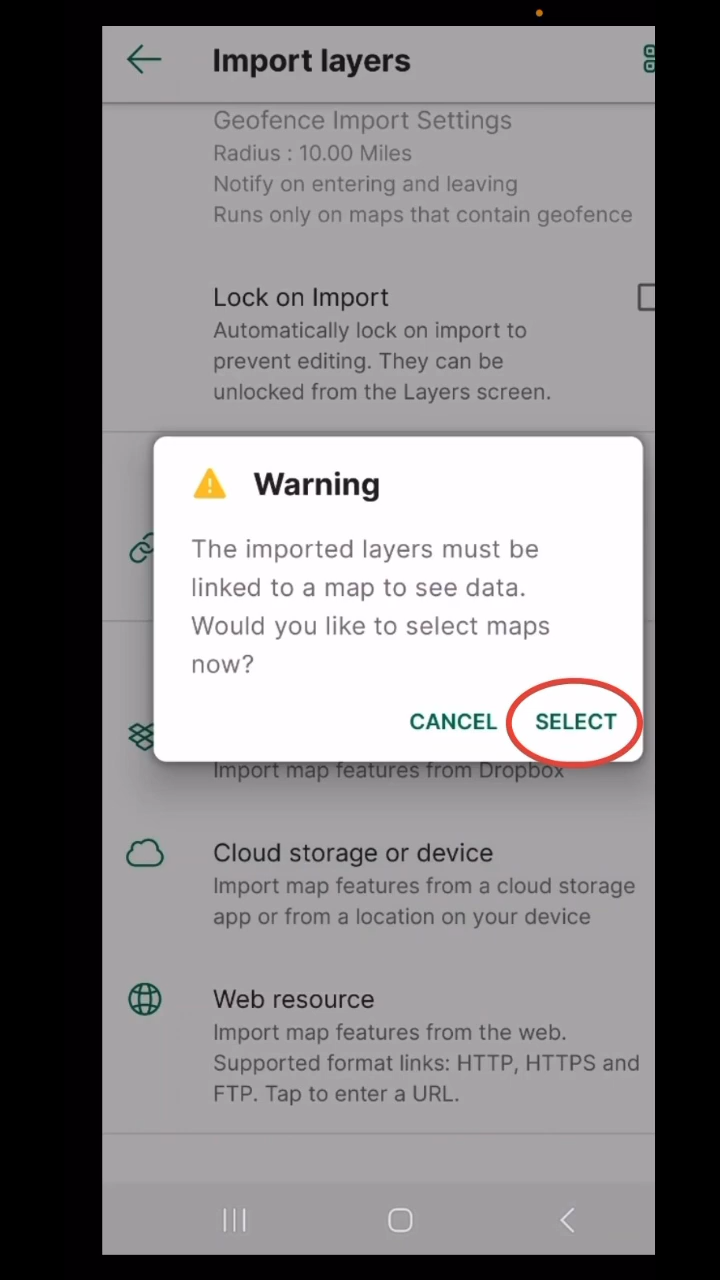 Import layers
Geofence Import Settings
Radius : 10.00 Miles
Notify on entering and leaving
Runs only on maps that contain geofence
Lock on Import
Automatically lock on import to
prevent editing. They can be
unlocked from the Layers screen.
Warning
The imported layers must be
linked to a map to see data.
Would you like to select maps
now?
CANCEL SELECT
Import map features from Dropbox
Cloud storage or device
Import map features from a cloud storage
app or from a location on your device
Web resource
Import map features from the web.
Supported format links: HTTP, HTTPS and
FTP. Tap to enter a URL.